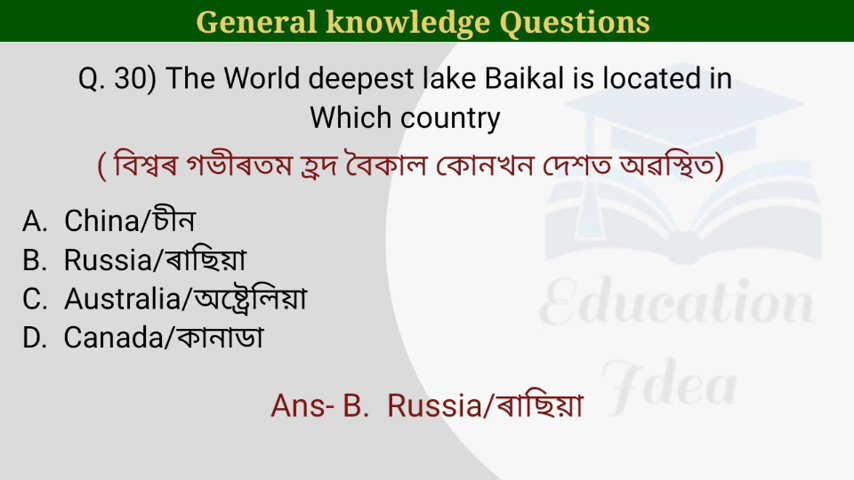 General knowledge Questions
Q. 30) The World deepest lake Baikal is located in
Which country
( বিশ্বৰ গভীৰতম হ্ৰদ বৈকাল কোনখন দেশত অৱস্থিত)
A. China/চীন
B. Russia/ৰাছিয়া
C. Australia/অষ্ট্ৰেলিয়া
D. Canada/কানাডা
Education
Idea
Ans- B. Russia/ৰাছিয়া